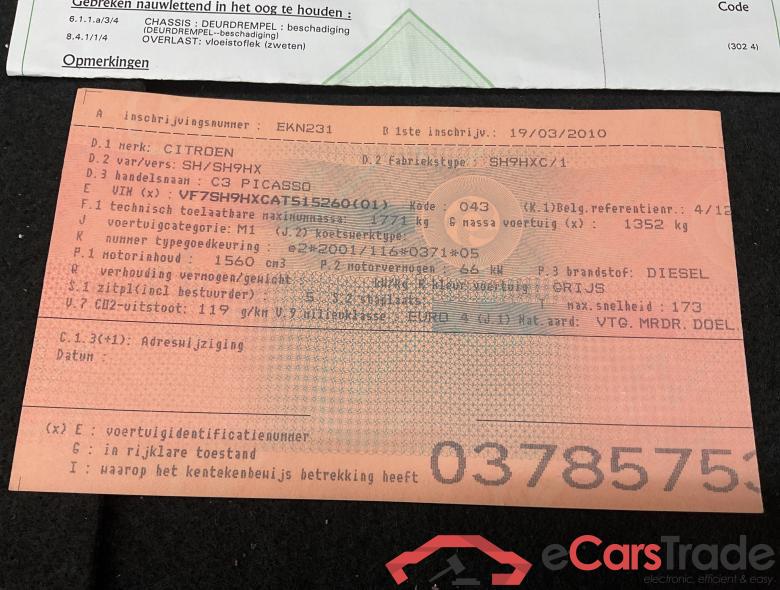 Gebreken nauwlettend in het oog te houden :
Code
6.1.1.a/3/4 CHASSIS : DEURDREMPEL : beschadiging
(DEURDREMPEL--beschadiging)
8.4.1/1/4 OVERLAST: vloeistoflek (zweten) (302 4)
Opmerkingen
A inschrijvingsnummer : EKN231 B 1ste inschrijv.: 19/03/2010
D.1 merk: CITROEN
D.2 var/vers: SH/SH9HX D.2 fabriekstype.: SH9HXC/1
D.3 handelsnaam : C3 PICASSO
E VIN (x) : VF7SH9HXCAT515260(01) Kode : 043 (K.1)Belg.referentienr.: 4/12
F.1 technisch toelaatbare maximummassa: 1771 kg G massa voertuig (x) : 1352 kg
J voertuigcategorie: M1 (J.2) koetswerktype:
K nummer typegoedkeuring : e2*2001/116*0371*05
P.1 motorinhoud : 1560 cm3 P.2 motorvermogen : 66 kW P.3 brandstof: DIESEL
Q verhouding vermogen/gewicht kW/kg R kleur voertuig : GRIJS
S.1 zitpl(incl bestuurder) : 5 S.2 staplaats: T max.snelheid : 173
V.7 CO2-uitstoot: 119 g/km V.9 milieuklasse : EURO 4 (J.1) Nat.aard: VTG. MRDR. DOEL.
C.1.3(+1): Adreswijziging
Datum :
(x) E : voertuigidentificatienummer
G : in rijklare toestand
I : waarop het kentekenbewijs betrekking heeft
03785753
eCarsTrade
electronic, efficient & easy